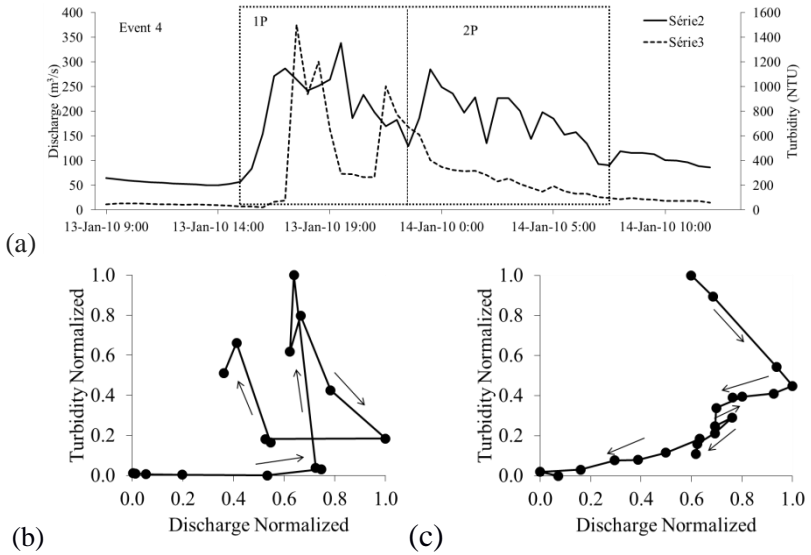 (a)
Event 4
1P
2P
Série2
Série3
Discharge (m³/s)
400
350
300
250
200
150
100
50
0
Turbidity (NTU)
1600
1400
1200
1000
800
600
400
200
0
13-Jan-10 9:00 13-Jan-10 14:00 13-Jan-10 19:00 14-Jan-10 0:00 14-Jan-10 5:00 14-Jan-10 10:00
(b)
Turbidity Normalized
1.0
0.8
0.6
0.4
0.2
0.0
0.0 0.2 0.4 0.6 0.8 1.0
Discharge Normalized
(c)
Turbidity Normalized
1.0
0.8
0.6
0.4
0.2
0.0
0.0 0.2 0.4 0.6 0.8 1.0
Discharge Normalized